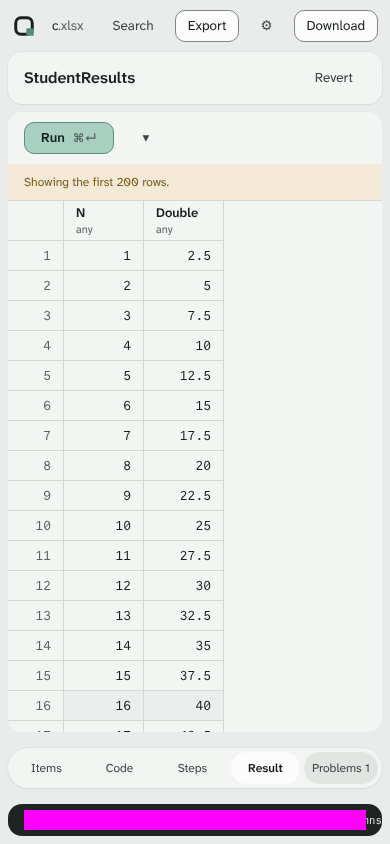 c.xlsx Search Export ⚙ Download
StudentResults Revert
Run ⌘↵ ▾
Showing the first 200 rows.
N Double
any any
1 1 2.5
2 2 5
3 3 7.5
4 4 10
5 5 12.5
6 6 15
7 7 17.5
8 8 20
9 9 22.5
10 10 25
11 11 27.5
12 12 30
13 13 32.5
14 14 35
15 15 37.5
16 16 40
Items Code Steps Result Problems 1